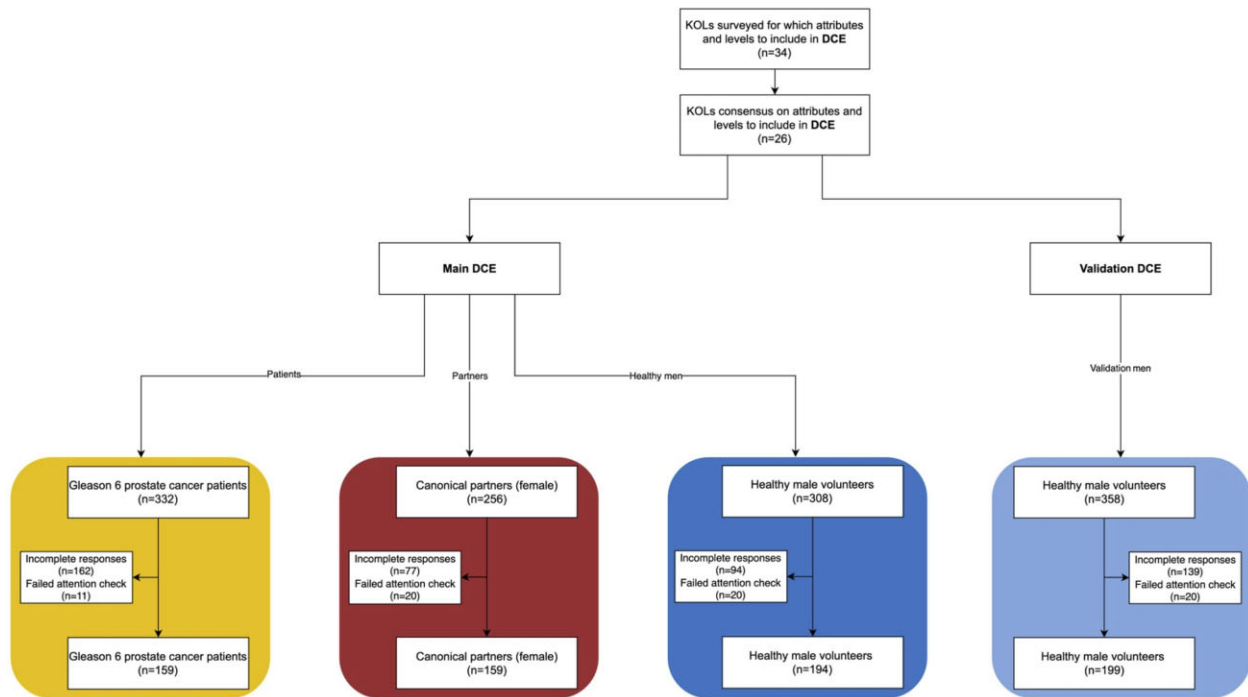 KOLs surveyed for which attributes
and levels to include in DCE
(n=34)
KOLs consensus on attributes and
levels to include in DCE
(n=26)
Main DCE
Validation DCE
Patients
Partners
Healthy men
Validation men
Gleason 6 prostate cancer patients
(n=332)
Incomplete responses
(n=162)
Failed attention check
(n=11)
Gleason 6 prostate cancer patients
(n=159)
Canonical partners (female)
(n=256)
Incomplete responses
(n=77)
Failed attention check
(n=20)
Canonical partners (female)
(n=159)
Healthy male volunteers
(n=308)
Incomplete responses
(n=94)
Failed attention check
(n=20)
Healthy male volunteers
(n=194)
Healthy male volunteers
(n=358)
Incomplete responses
(n=139)
Failed attention check
(n=20)
Healthy male volunteers
(n=199)